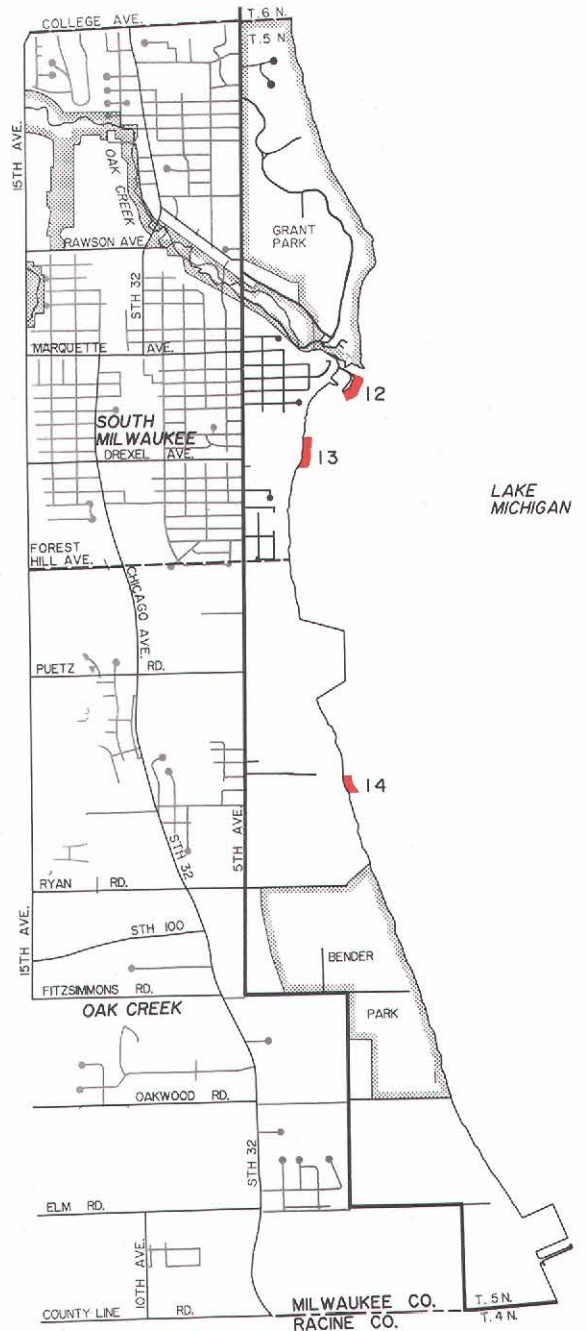 COLLEGE AVE.
T. 6 N.
T. 5 N.
15TH AVE.
OAK CREEK
GRANT
PARK
RAWSON AVE.
STH 32
MARQUETTE AVE.
12
SOUTH
MILWAUKEE
DREXEL AVE.
13
LAKE
MICHIGAN
FOREST
HILL AVE.
CHICAGO AVE.
PUETZ RD.
14
STH 32
5TH AVE.
RYAN RD.
15TH AVE.
STH 100
BENDER
FITZSIMMONS RD.
OAK CREEK
PARK
OAKWOOD RD.
STH 32
ELM RD.
10TH AVE.
COUNTY LINE RD.
MILWAUKEE CO.
RACINE CO.
T. 5 N.
T. 4 N.